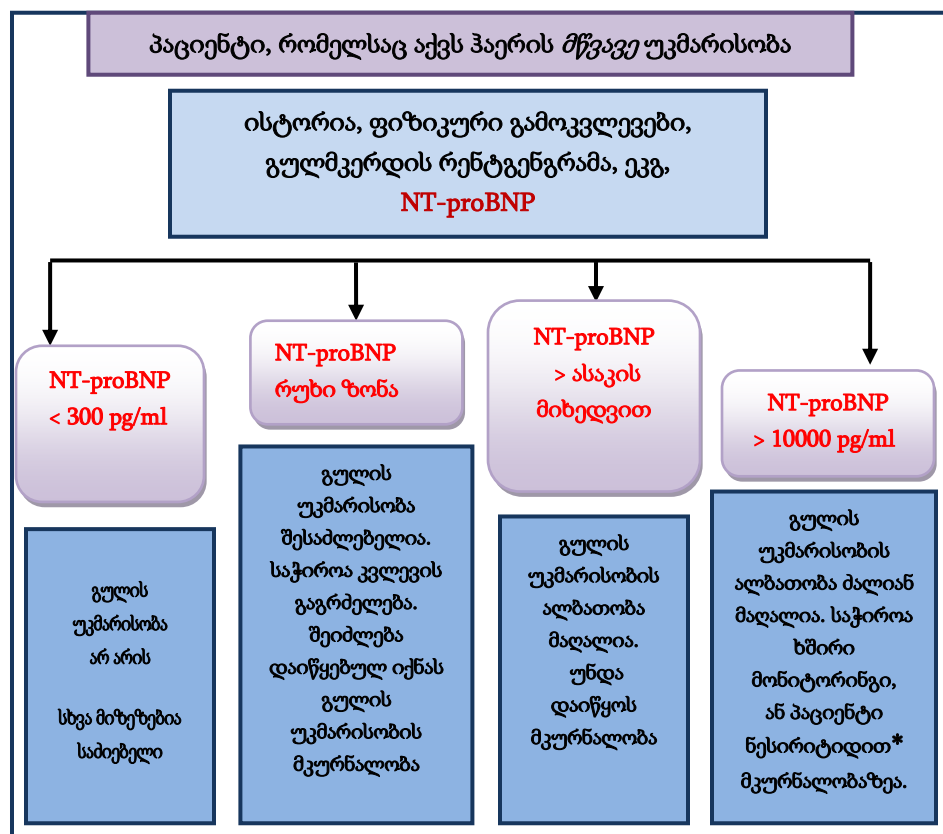 პაციენტი, რომელსაც აქვს ჰაერის მწვავე უკმარისობა
ისტორია, ფიზიკური გამოკვლევები,
გულმკერდის რენტგენგრამა, ეკგ,
NT-proBNP
NT-proBNP
< 300 pg/ml
გულის
უკმარისობა
არ არის
სხვა მიზეზებია
საძიებელი
NT-proBNP
რუხი ზონა
გულის
უკმარისობა
შესაძლებელია.
საჭიროა კვლევის
გაგრძელება.
შეიძლება
დაიწყებულ იქნას
გულის
უკმარისობის
მკურნალობა
NT-proBNP
> ასაკის
მიხედვით
გულის
უკმარისობის
ალბათობა
მაღალია.
უნდა
დაიწყოს
მკურნალობა
NT-proBNP
> 10000 pg/ml
გულის
უკმარისობის
ალბათობა ძალიან
მაღალია. საჭიროა
ხშირი
მონიტორინგი,
ან პაციენტი
ნესირიტიდით*
მკურნალობაზეა.